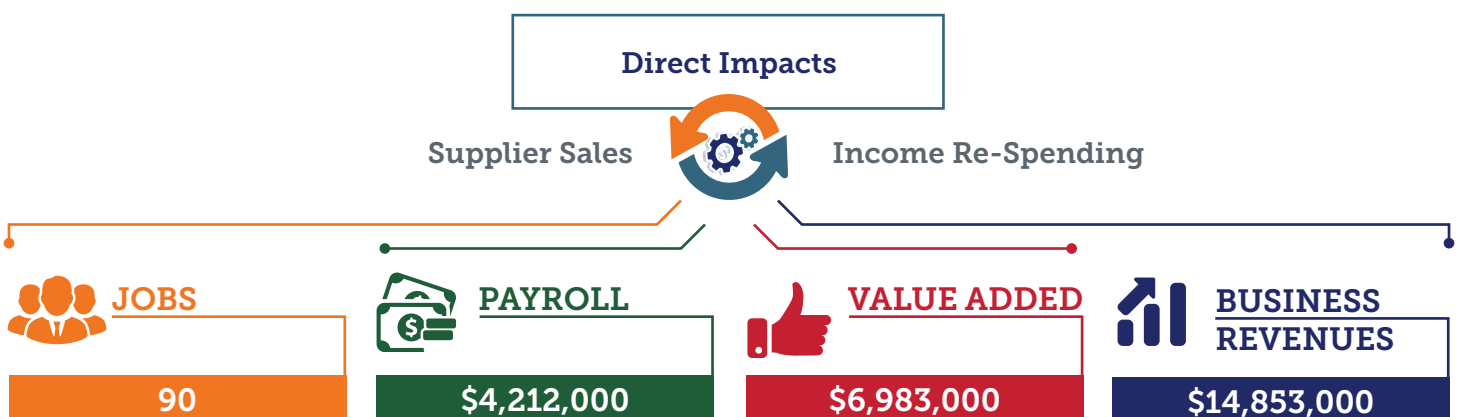 Direct Impacts
Supplier Sales
Income Re-Spending
JOBS
90
PAYROLL
$
$4,212,000
VALUE ADDED
$6,983,000
BUSINESS
REVENUES
$14,853,000